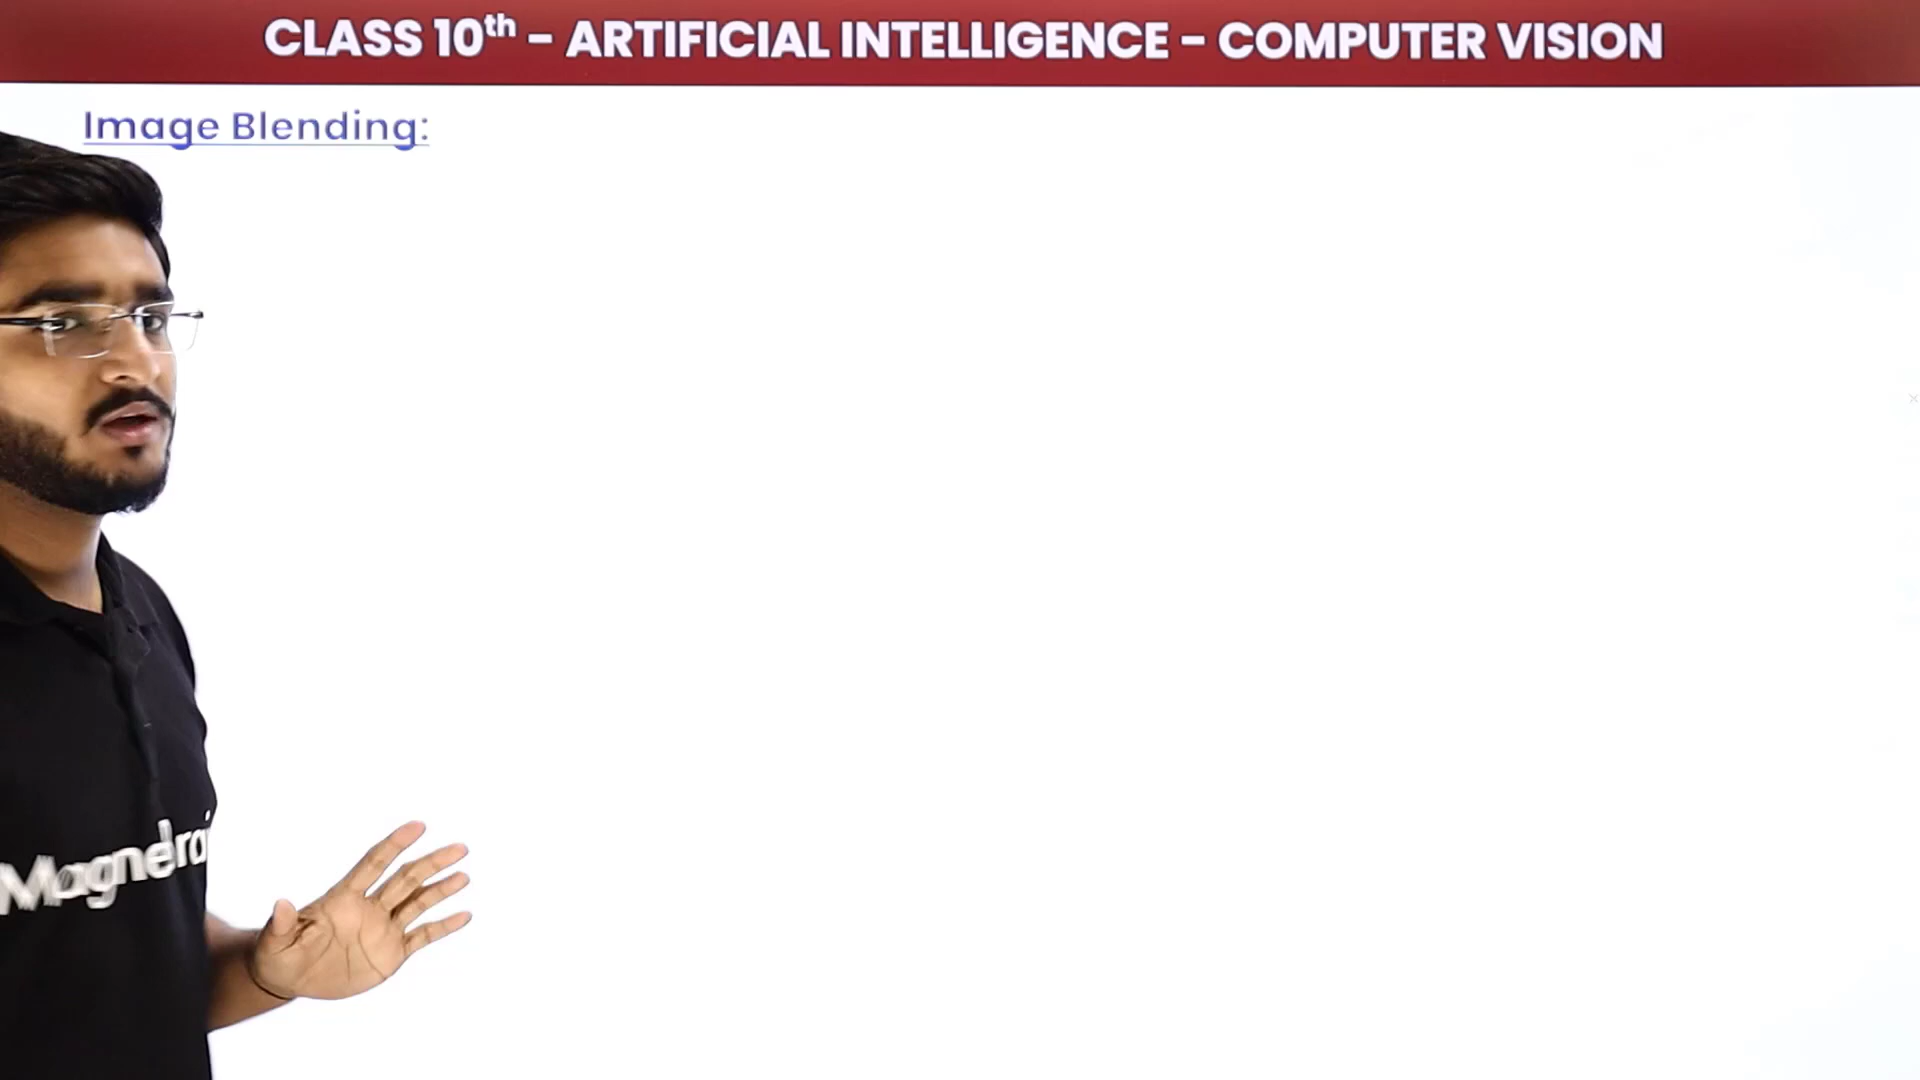 CLASS 10th - ARTIFICIAL INTELLIGENCE - COMPUTER VISION
Image Blending: